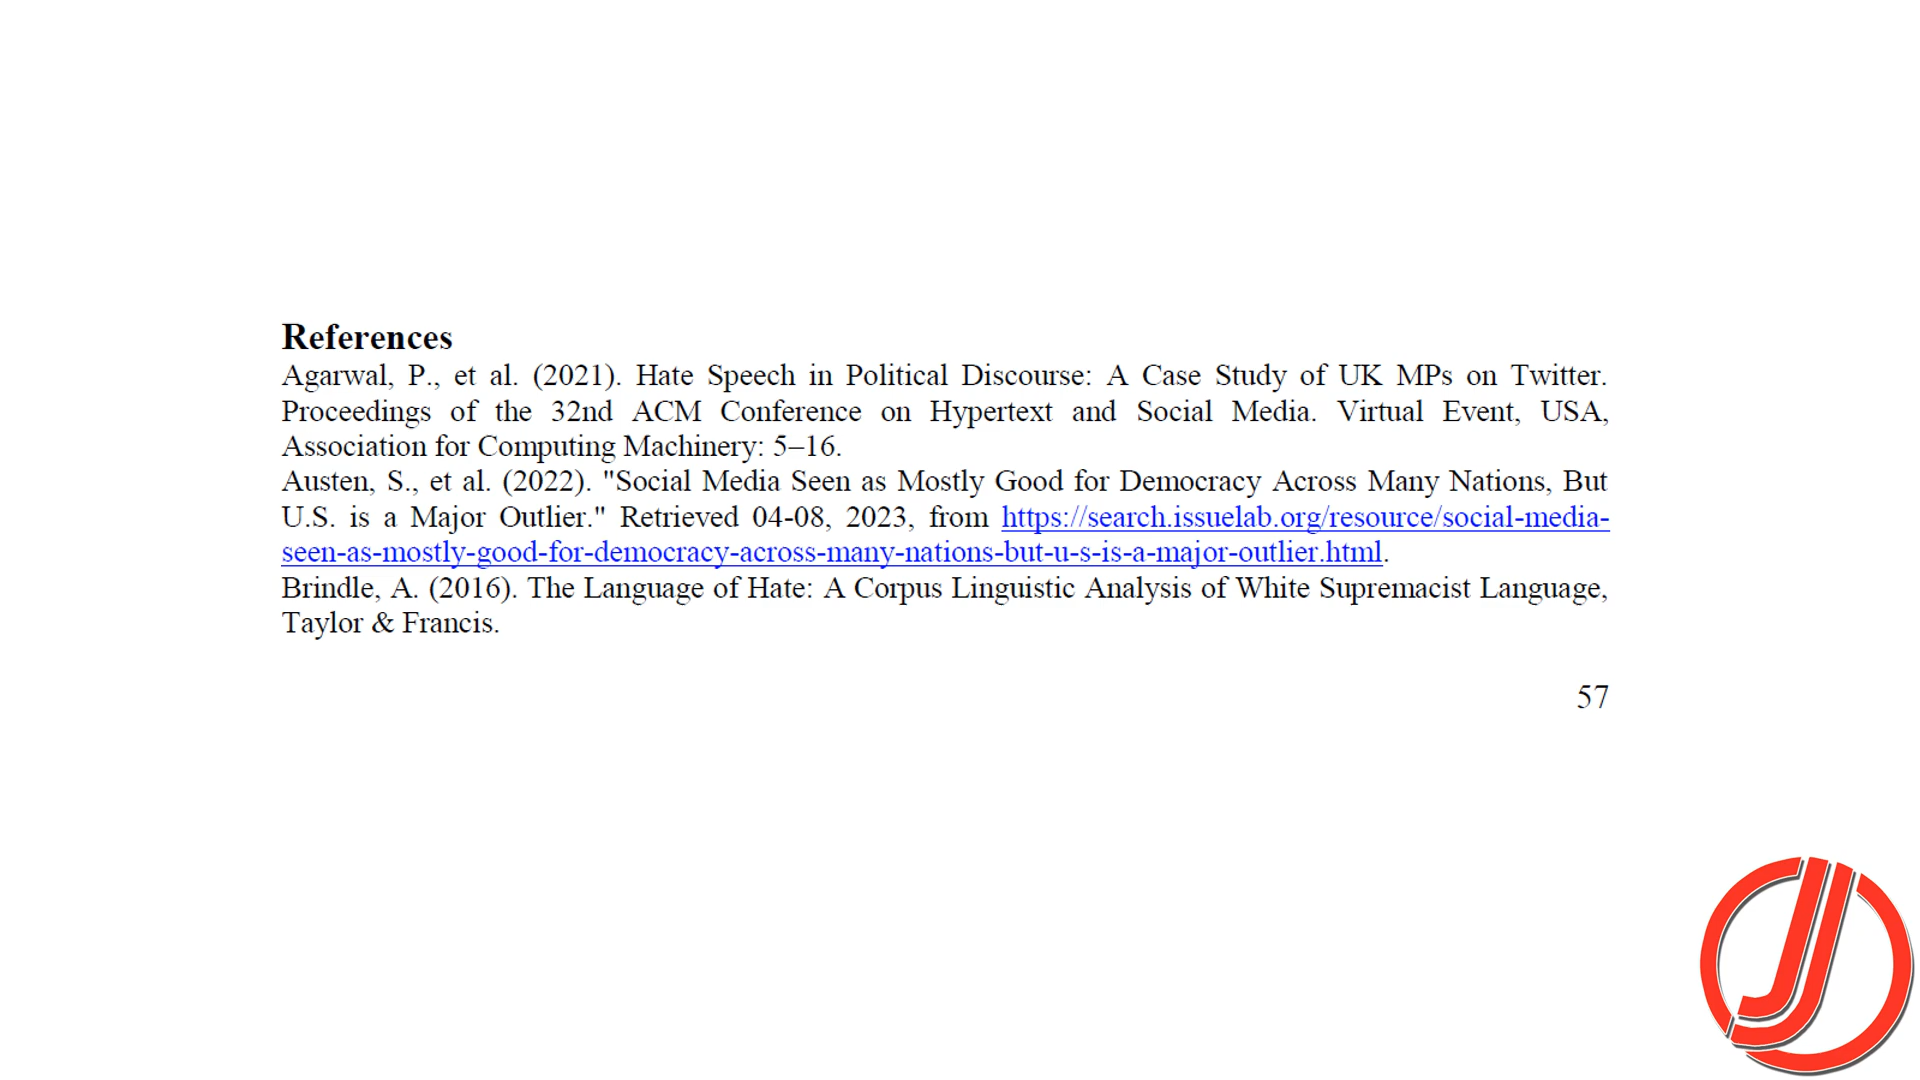 References
Agarwal, P., et al. (2021). Hate Speech in Political Discourse: A Case Study of UK MPs on Twitter.
Proceedings of the 32nd ACM Conference on Hypertext and Social Media. Virtual Event, USA,
Association for Computing Machinery: 5–16.
Austen, S., et al. (2022). "Social Media Seen as Mostly Good for Democracy Across Many Nations, But
U.S. is a Major Outlier." Retrieved 04-08, 2023, from https://search.issuelab.org/resource/social-media-
seen-as-mostly-good-for-democracy-across-many-nations-but-u-s-is-a-major-outlier.html.
Brindle, A. (2016). The Language of Hate: A Corpus Linguistic Analysis of White Supremacist Language,
Taylor & Francis.
57